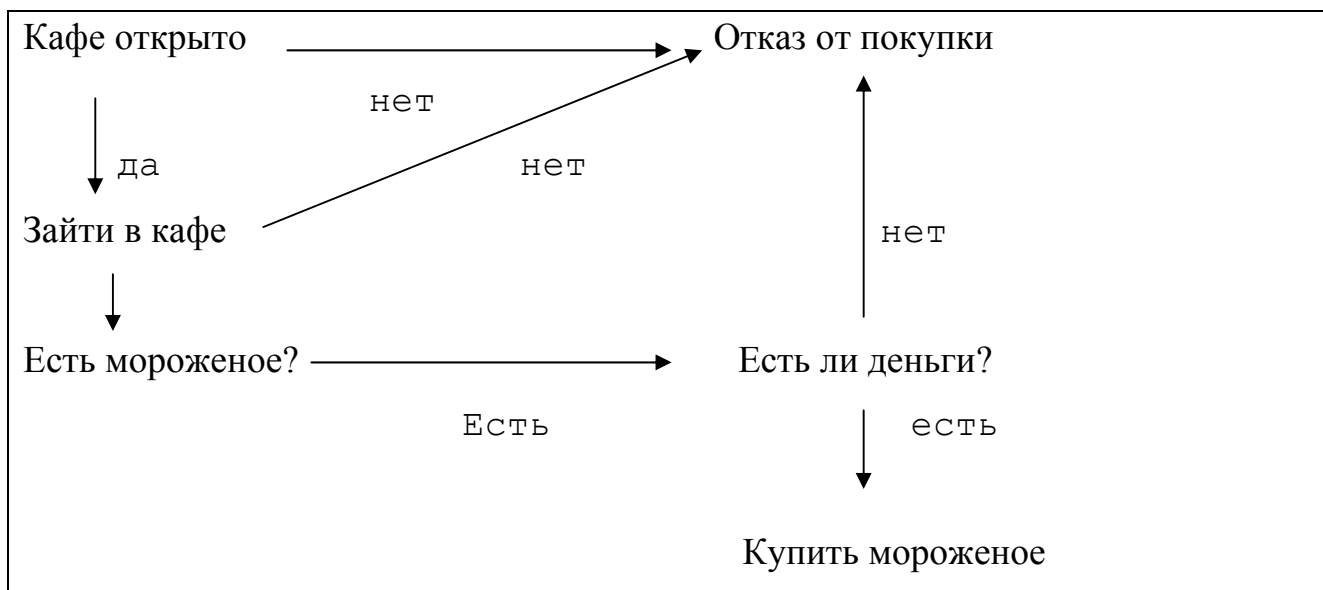 Кафе открыто
Отказ от покупки
нет
да
нет
Зайти в кафе
нет
Есть мороженое?
Есть ли деньги?
Есть
есть
Купить мороженое